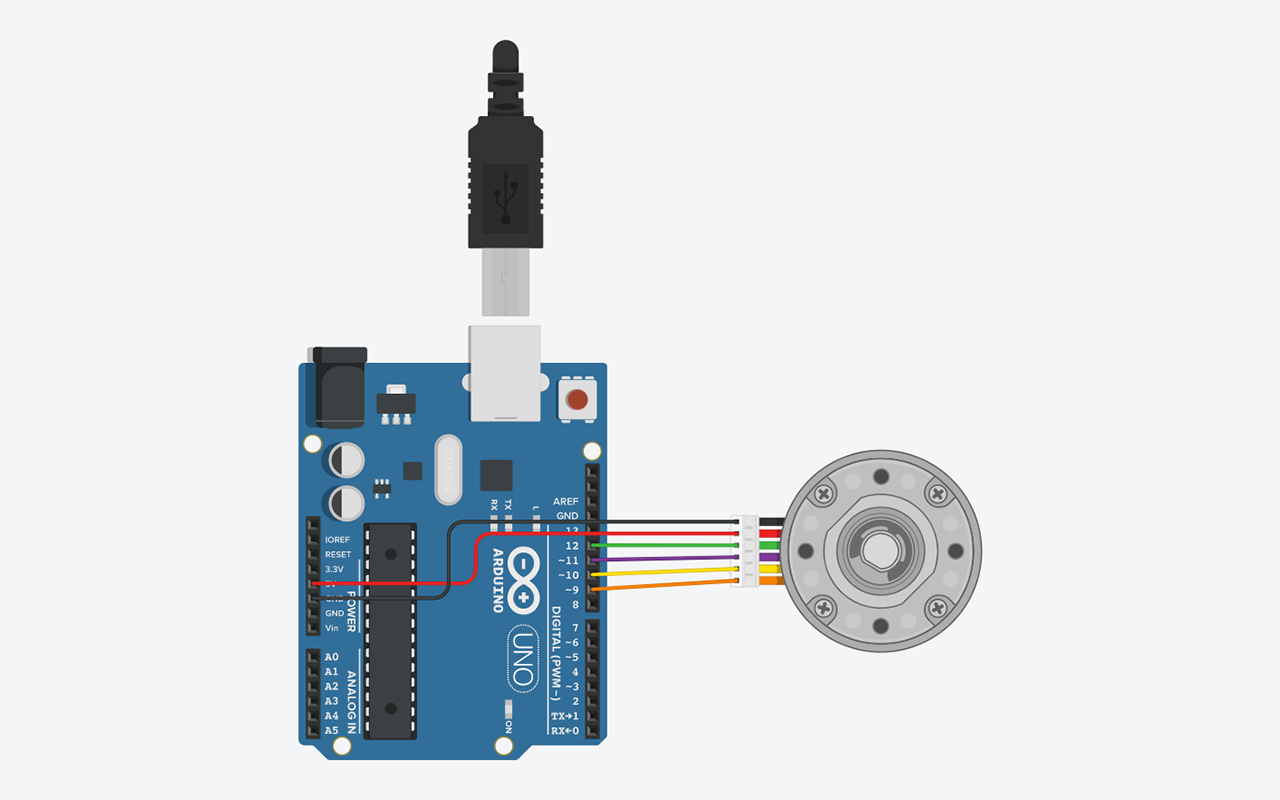 AREF
GND
13
12
~11
~10
~9
8
7
~6
~5
4
~3
2
TX→1
RX←0
DIGITAL (PWM~)
IOREF
RESET
3.3V
5V
GND
GND
Vin
POWER
A0
A1
A2
A3
A4
A5
ANALOG IN
RX
TX
L
ARDUINO
UNO
ON